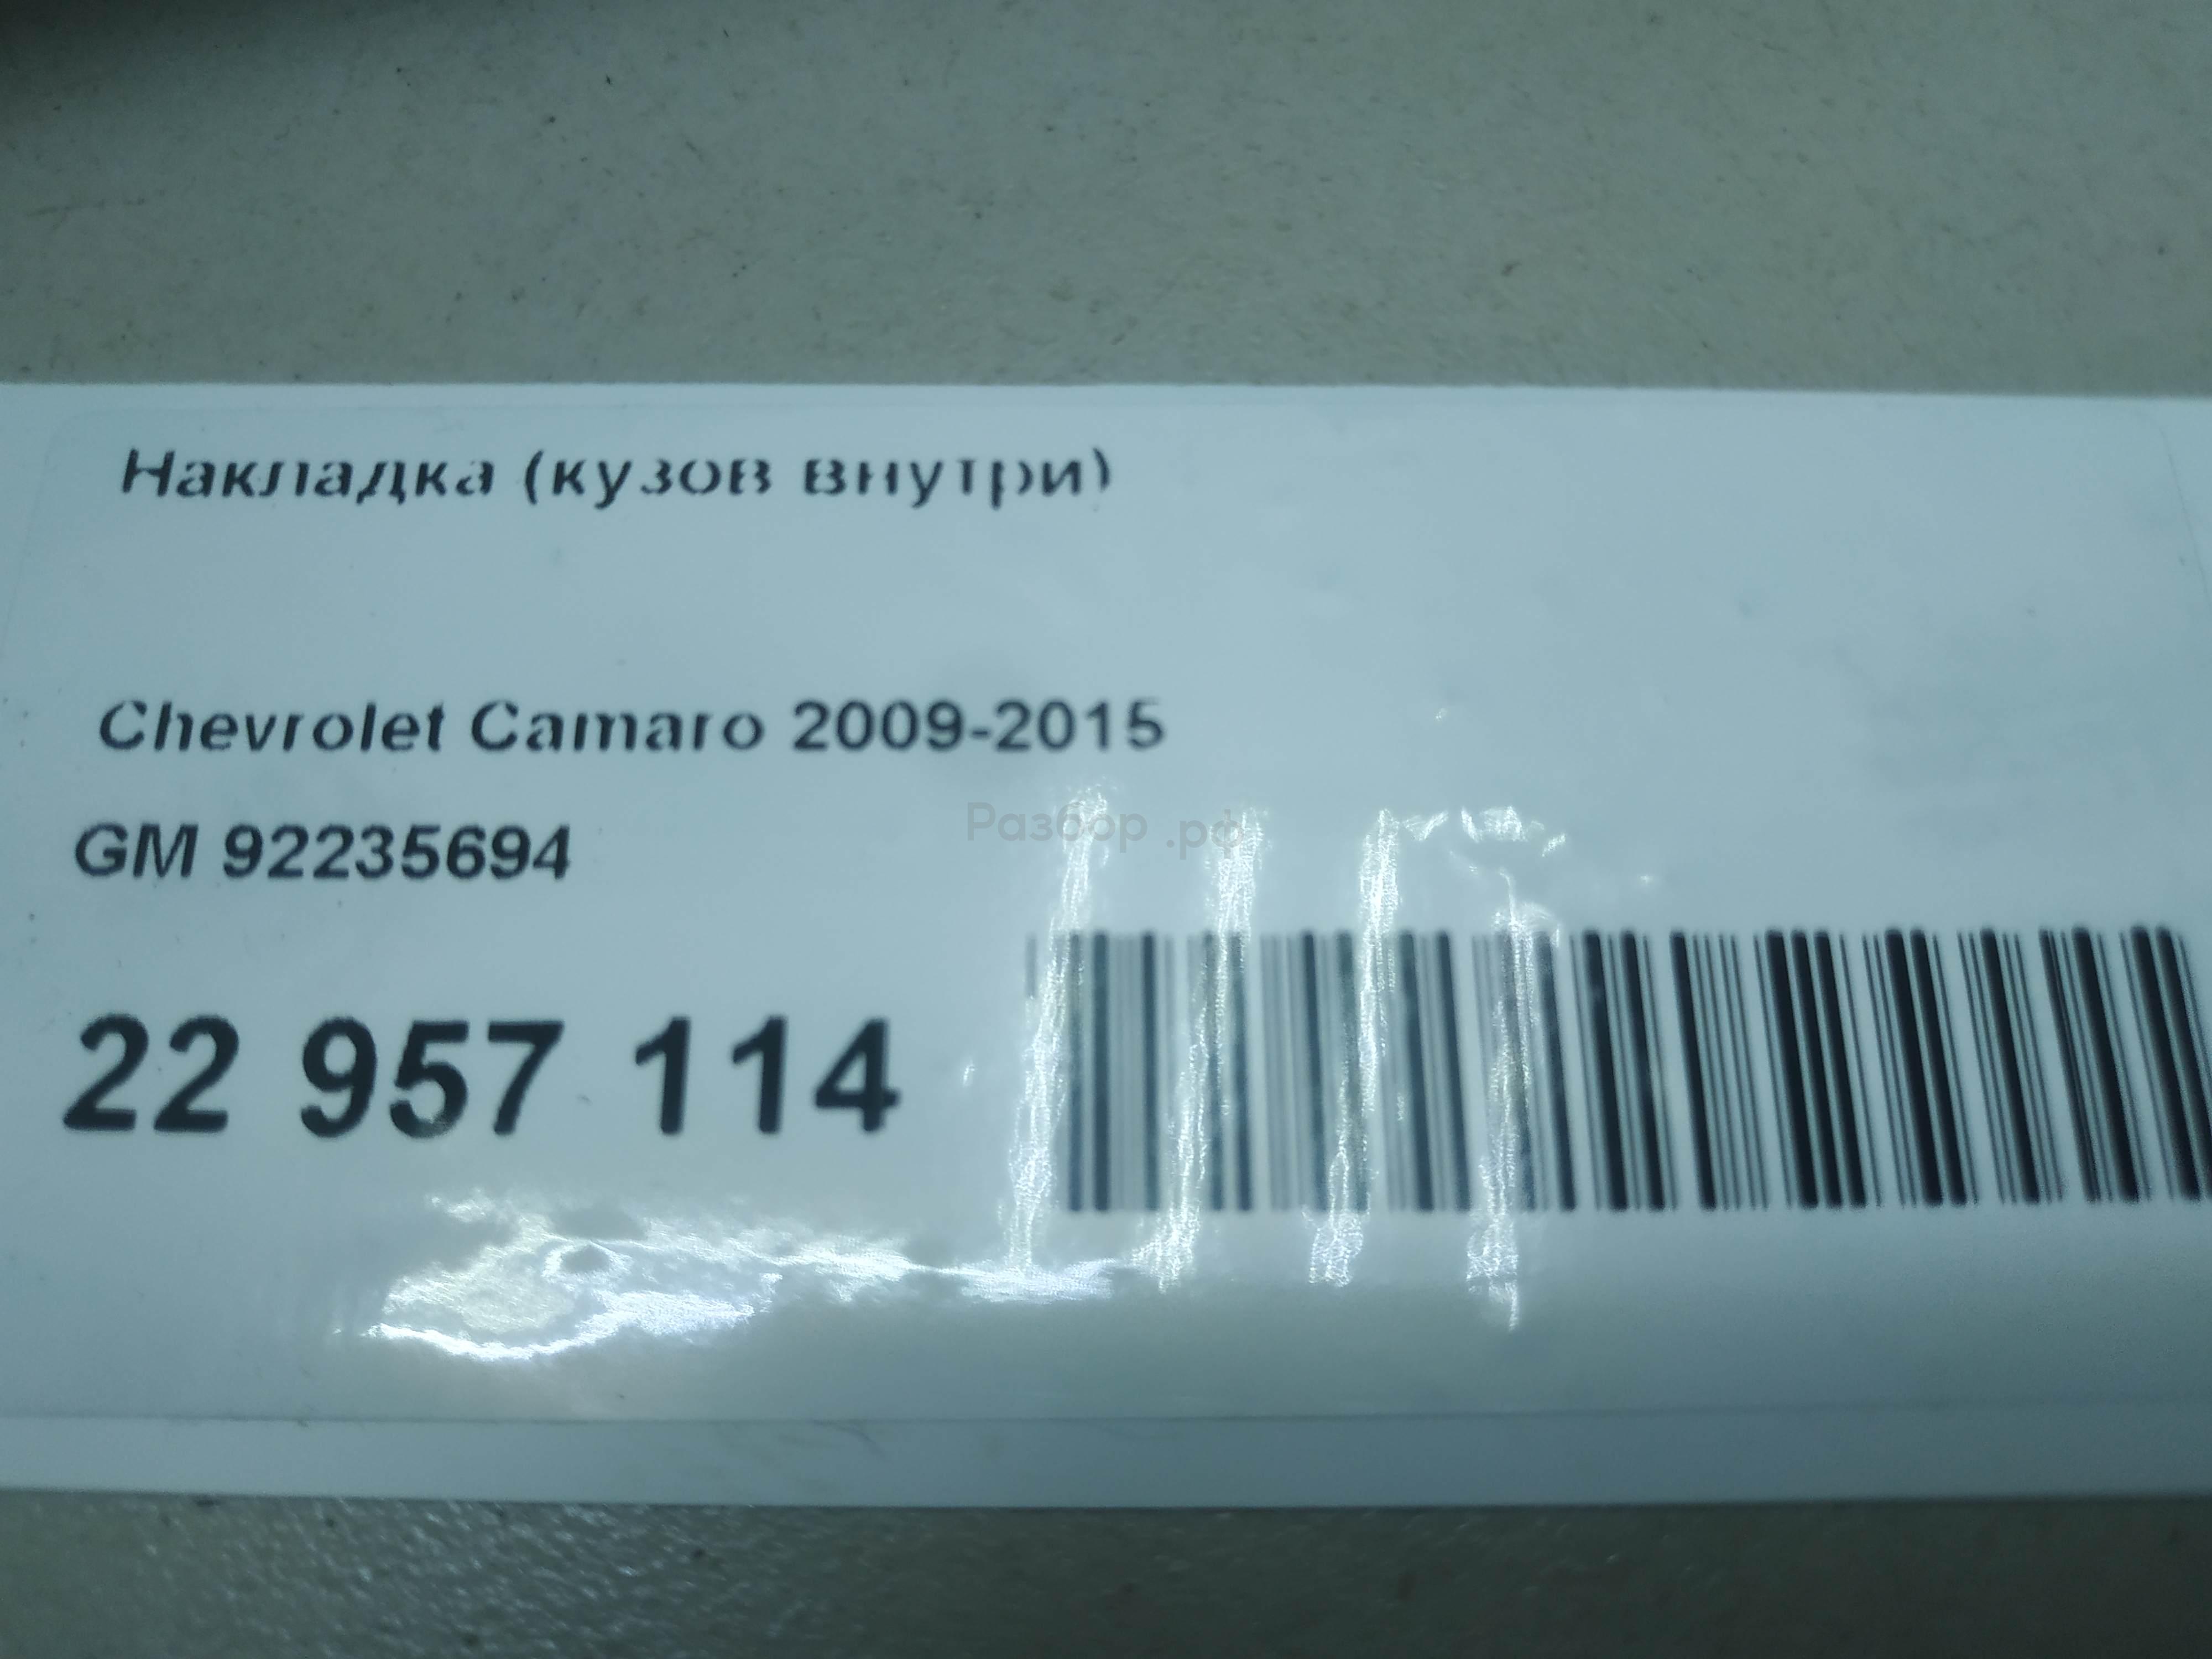 Накладка (кузов внутри)
Chevrolet Camaro 2009-2015
Разбор.рф
GM 92235694
22 957 114